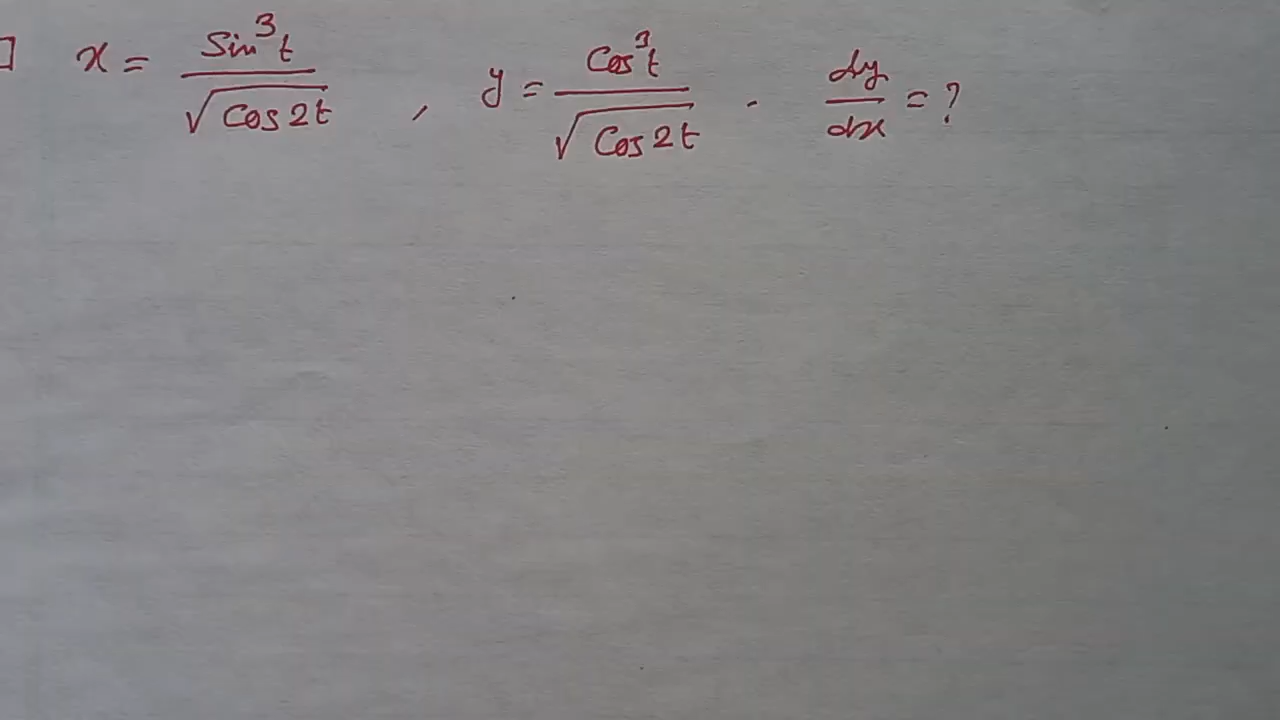 ] x = Sin³t / √Cos2t , y = Cos³t / √Cos2t . dy/dx = ?